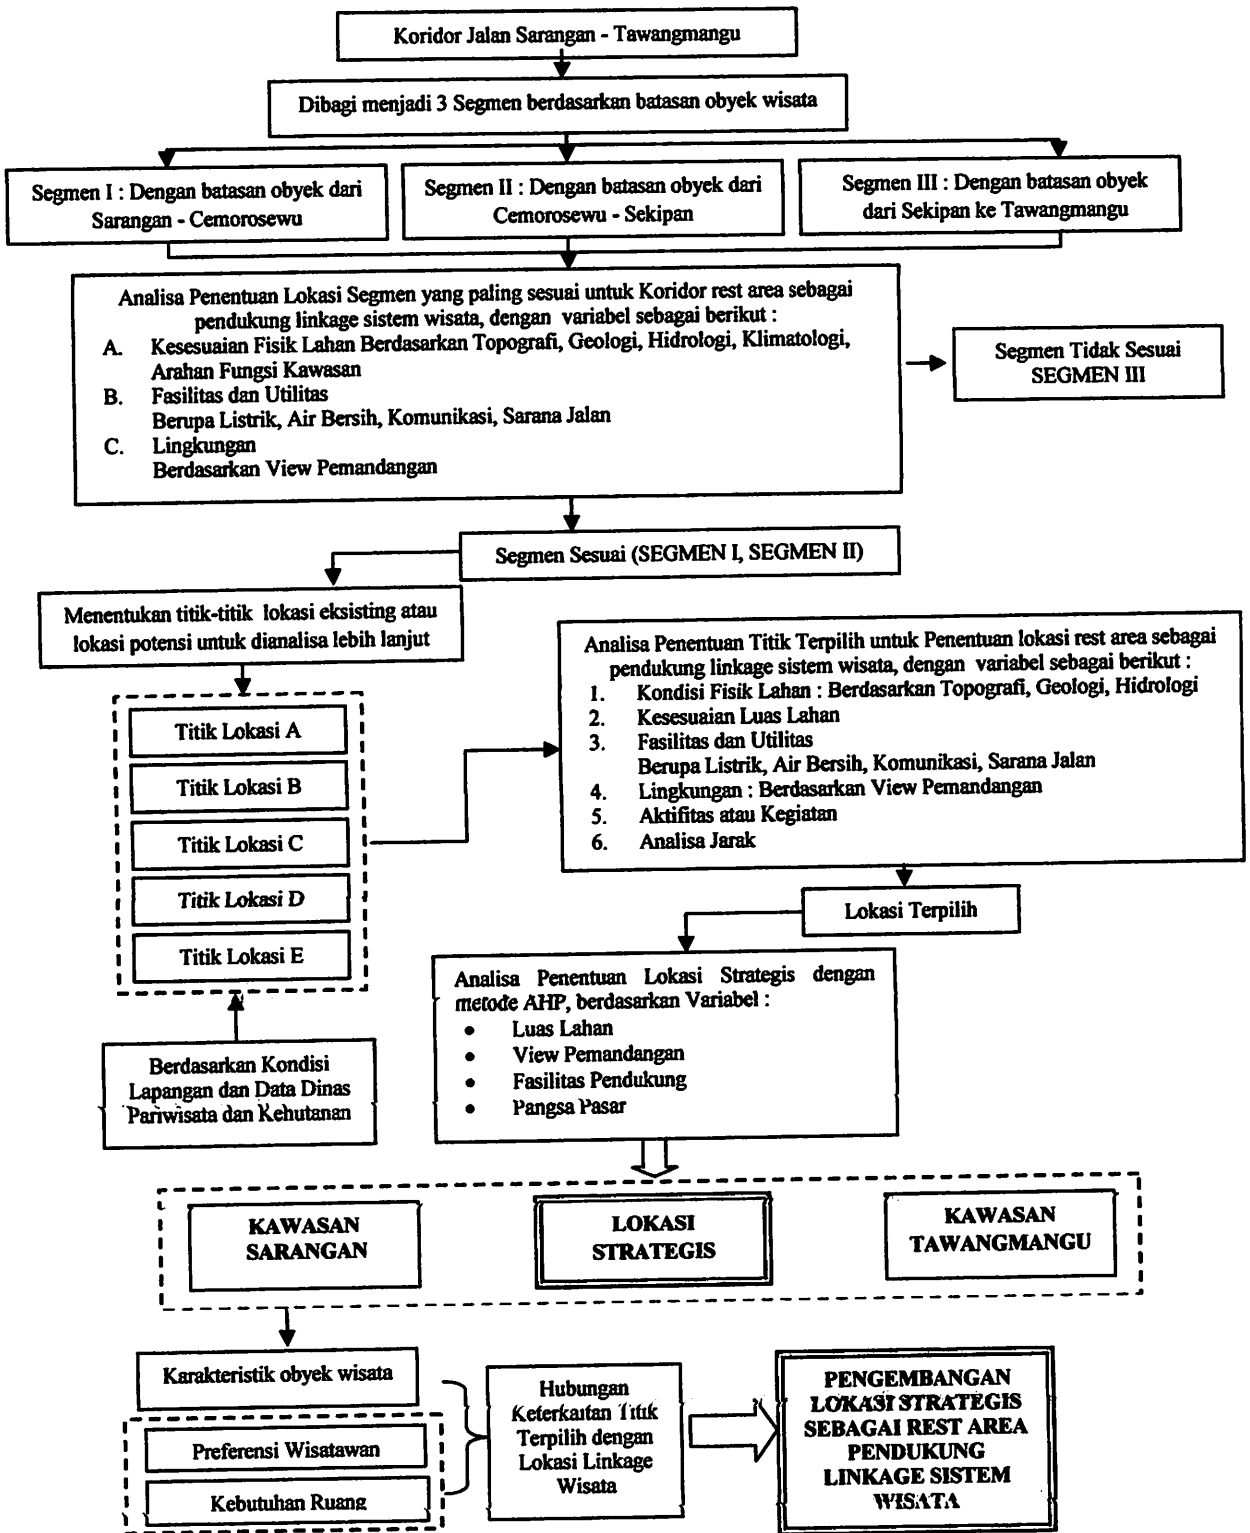 Koridor Jalan Sarangan - Tawangmangu
Dibagi menjadi 3 Segmen berdasarkan batasan obyek wisata
Segmen I : Dengan batasan obyek dari
Sarangan - Cemorosewu
Segmen II : Dengan batasan obyek dari
Cemorosewu - Sekipan
Segmen III : Dengan batasan obyek
dari Sekipan ke Tawangmangu
Analisa Penentuan Lokasi Segmen yang paling sesuai untuk Koridor rest area sebagai
pendukung linkage sistem wisata, dengan variabel sebagai berikut :
A. Kesesuaian Fisik Lahan Berdasarkan Topografi, Geologi, Hidrologi, Klimatologi,
Arahan Fungsi Kawasan
B. Fasilitas dan Utilitas
Berupa Listrik, Air Bersih, Komunikasi, Sarana Jalan
C. Lingkungan
Berdasarkan View Pemandangan
Segmen Tidak Sesuai
SEGMEN III
Segmen Sesuai (SEGMEN I, SEGMEN II)
Menentukan titik-titik lokasi eksisting atau
lokasi potensi untuk dianalisa lebih lanjut
Titik Lokasi A
Titik Lokasi B
Titik Lokasi C
Titik Lokasi D
Titik Lokasi E
Berdasarkan Kondisi
Lapangan dan Data Dinas
Pariwisata dan Kehutanan
Analisa Penentuan Titik Terpilih untuk Penentuan lokasi rest area sebagai
pendukung linkage sistem wisata, dengan variabel sebagai berikut :
1. Kondisi Fisik Lahan : Berdasarkan Topografi, Geologi, Hidrologi
2. Kesesuaian Luas Lahan
3. Fasilitas dan Utilitas
Berupa Listrik, Air Bersih, Komunikasi, Sarana Jalan
4. Lingkungan : Berdasarkan View Pemandangan
5. Aktifitas atau Kegiatan
6. Analisa Jarak
Lokasi Terpilih
Analisa Penentuan Lokasi Strategis dengan
metode AHP, berdasarkan Variabel :
• Luas Lahan
• View Pemandangan
• Fasilitas Pendukung
• Pangsa Pasar
KAWASAN
SARANGAN
LOKASI
STRATEGIS
KAWASAN
TAWANGMANGU
Karakteristik obyek wisata
Preferensi Wisatawan
Kebutuhan Ruang
Hubungan
Keterkaitan Titik
Terpilih dengan
Lokasi Linkage
Wisata
PENGEMBANGAN
LOKASI STRATEGIS
SEBAGAI REST AREA
PENDUKUNG
LINKAGE SISTEM
WISATA